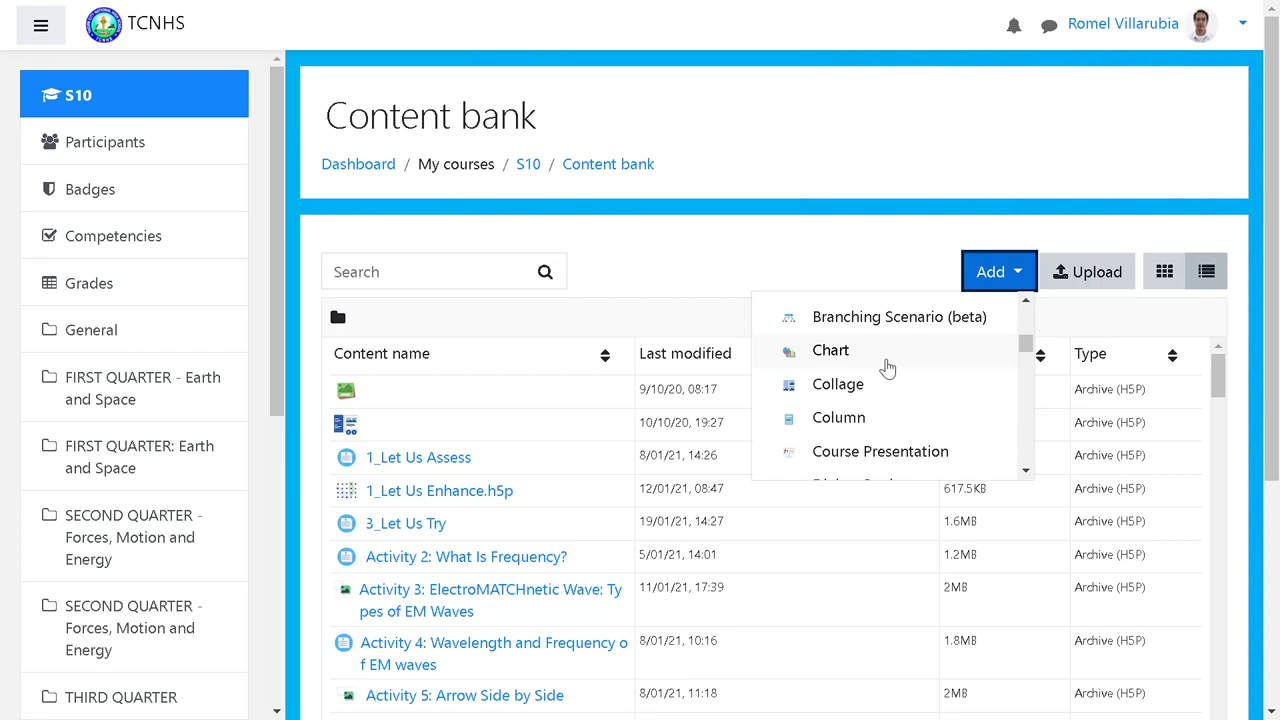 TCNHS
Romel Villarubia
S10
Participants
Badges
Competencies
Grades
General
FIRST QUARTER - Earth
and Space
FIRST QUARTER: Earth
and Space
SECOND QUARTER -
Forces, Motion and
Energy
SECOND QUARTER -
Forces, Motion and
Energy
THIRD QUARTER
Content bank
Dashboard / My courses / S10 / Content bank
Search
Add
Upload
Branching Scenario (beta)
Chart
Collage
Column
Course Presentation
Content name
Last modified
Type
9/10/20, 08:17
Archive (H5P)
10/10/20, 19:27
Archive (H5P)
1_Let Us Assess
8/01/21, 14:26
Archive (H5P)
1_Let Us Enhance.h5p
12/01/21, 08:47
617.5KB
Archive (H5P)
3_Let Us Try
19/01/21, 14:27
1.6MB
Archive (H5P)
Activity 2: What Is Frequency?
5/01/21, 14:01
1.2MB
Archive (H5P)
Activity 3: ElectroMATCHnetic Wave: Ty
pes of EM Waves
11/01/21, 17:39
2MB
Archive (H5P)
Activity 4: Wavelength and Frequency o
f EM waves
8/01/21, 10:16
1.8MB
Archive (H5P)
Activity 5: Arrow Side by Side
8/01/21, 11:18
2MB
Archive (H5P)